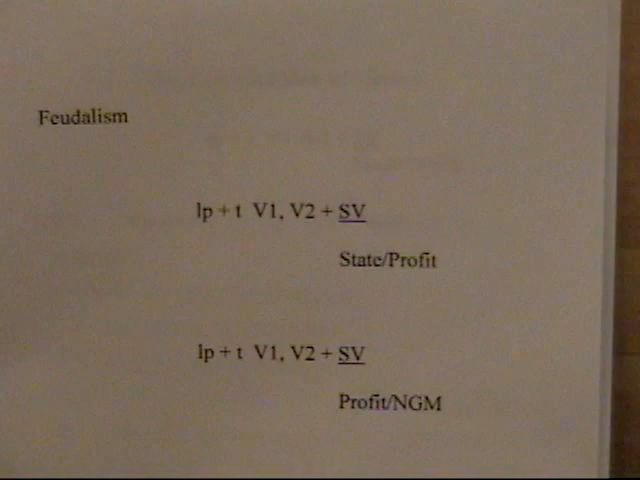 Feudalism
lp + t V1, V2 + SV
State/Profit
lp + t V1, V2 + SV
Profit/NGM